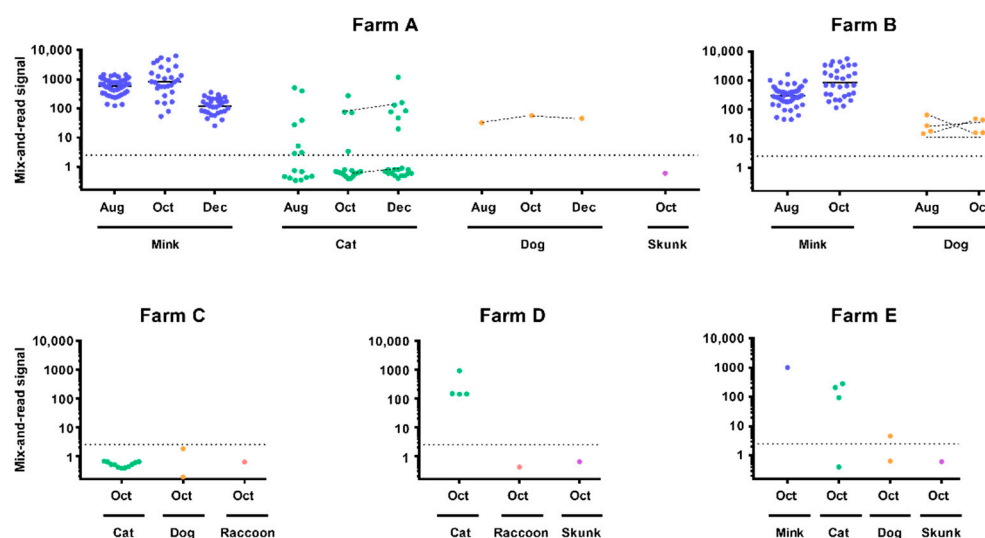 Farm A
Farm B
Mix-and-read signal
10,000
1000
100
10
1
Aug Oct Dec
Mink
Aug Oct Dec
Cat
Aug Oct Dec
Dog
Oct
Skunk
10,000
1000
100
10
1
Aug Oct
Mink
Aug Oc
Dog
Farm C
Farm D
Farm E
Mix-and-read signal
10,000
1000
100
10
1
Oct Oct Oct
Cat Dog Raccoon
10,000
1000
100
10
1
Oct Oct Oct
Cat Raccoon Skunk
10,000
1000
100
10
1
Oct Oct Oct Oct
Mink Cat Dog Skunk